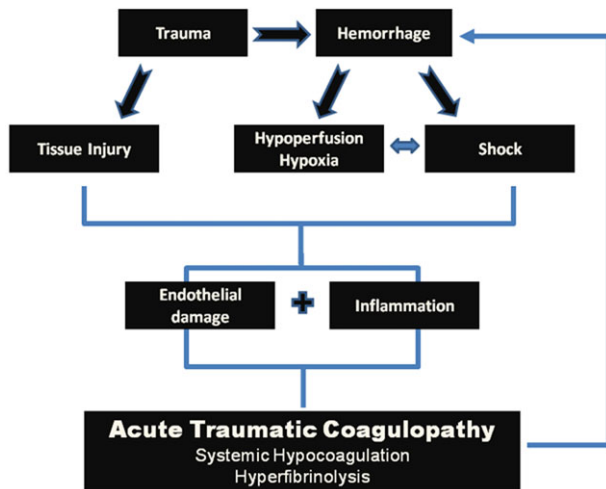 Trauma
Hemorrhage
Tissue Injury
Hypoperfusion
Hypoxia
Shock
Endothelial
damage
Inflammation
Acute Traumatic Coagulopathy
Systemic Hypocoagulation
Hyperfibrinolysis